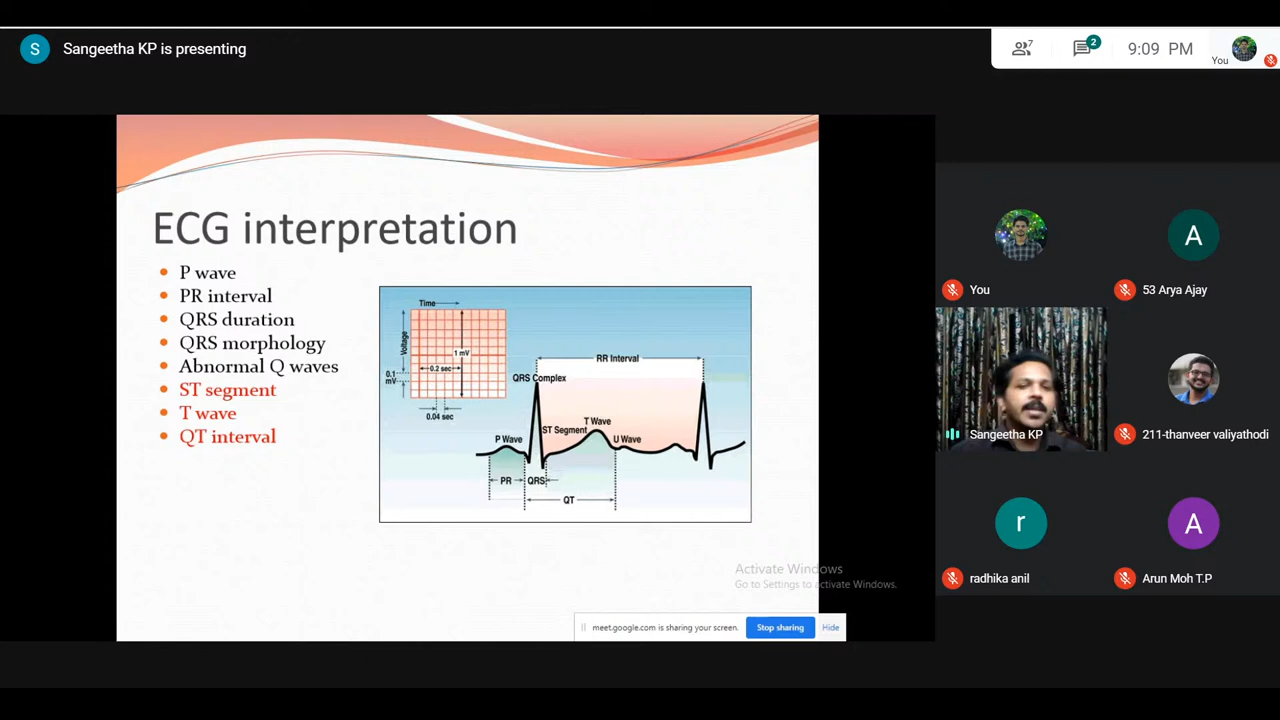 S
Sangeetha KP is presenting
7
2
9:09 PM
You
ECG interpretation
P wave
PR interval
QRS duration
QRS morphology
Abnormal Q waves
ST segment
T wave
QT interval
Time
Voltage
1 mV
0.2 sec
0.1
mV
0.04 sec
RR Interval
QRS Complex
T Wave
ST Segment
P Wave
U Wave
PR
QRS
QT
Activate Windows
Go to Settings to activate Windows.
meet.google.com is sharing your screen.
Stop sharing
Hide
You
A
53 Arya Ajay
Sangeetha KP
211-thanveer valiyathodi
r
radhika anil
A
Arun Moh T.P